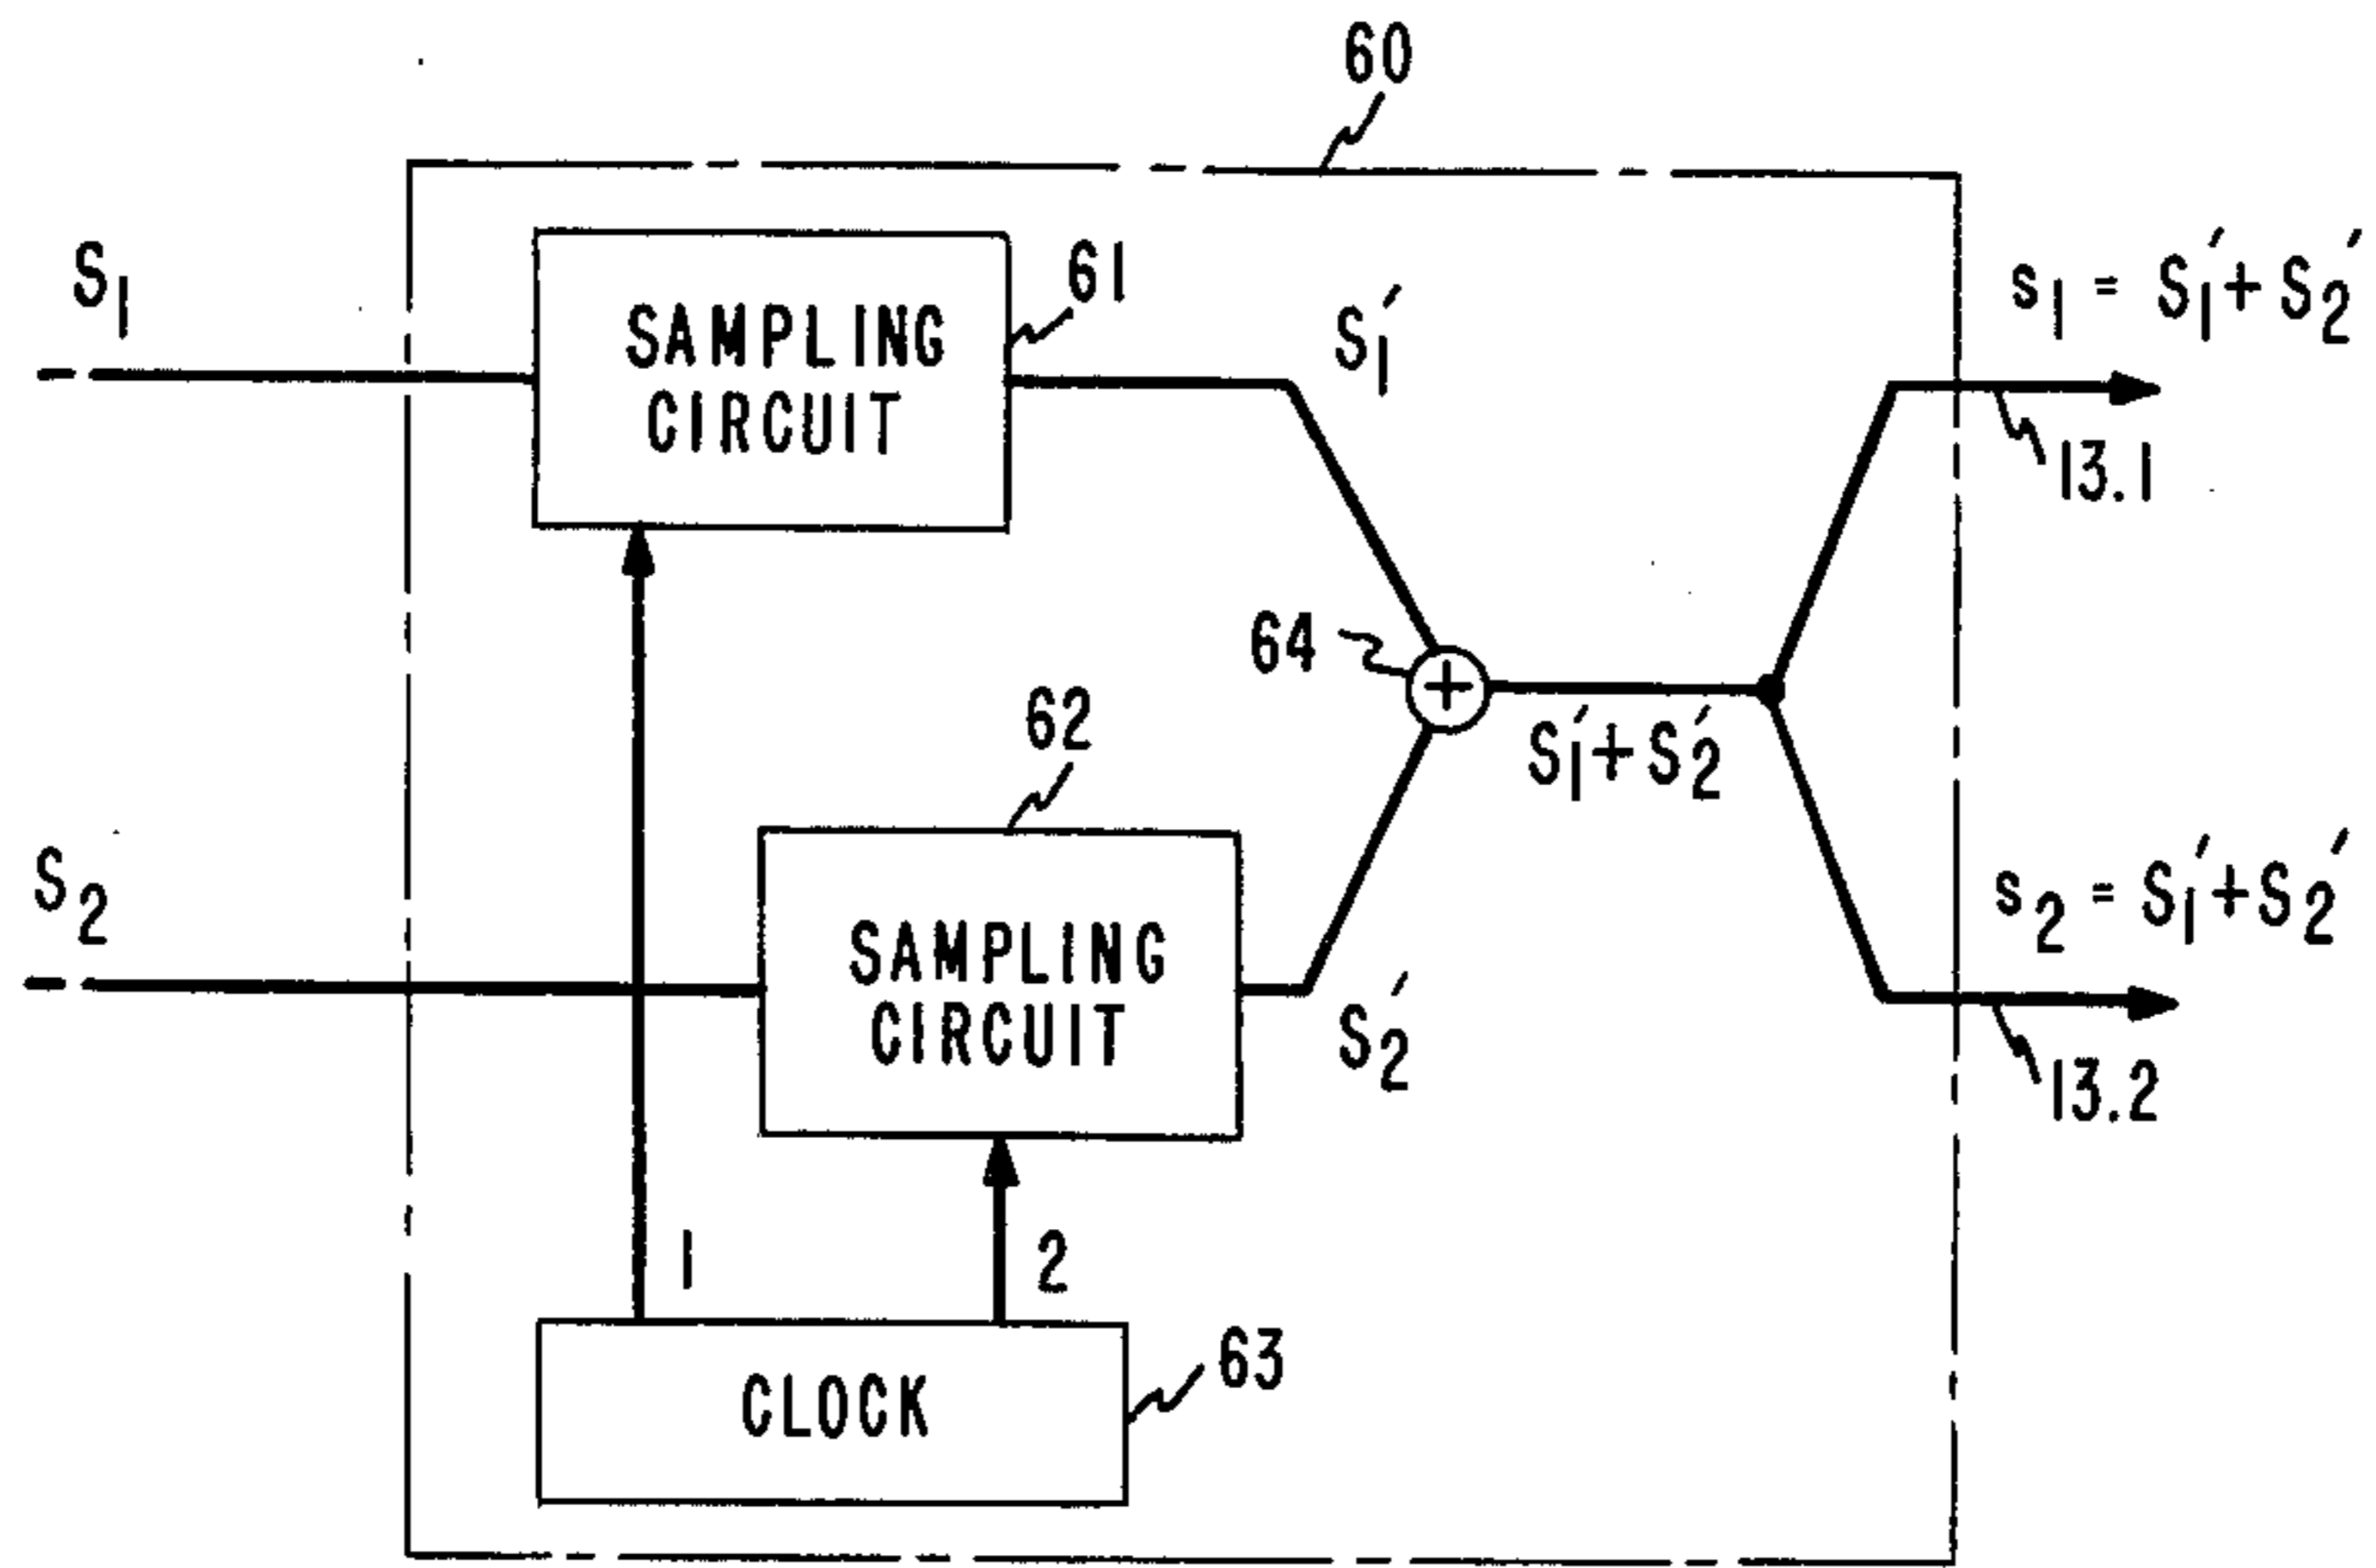 60
S₁
SAMPLING
CIRCUIT
61
S₁′
s₁ = S₁′ + S₂′
13.1
64
S₁′ + S₂′
62
S₂
SAMPLING
CIRCUIT
S₂′
s₂ = S₁′ + S₂′
13.2
1
2
CLOCK
63